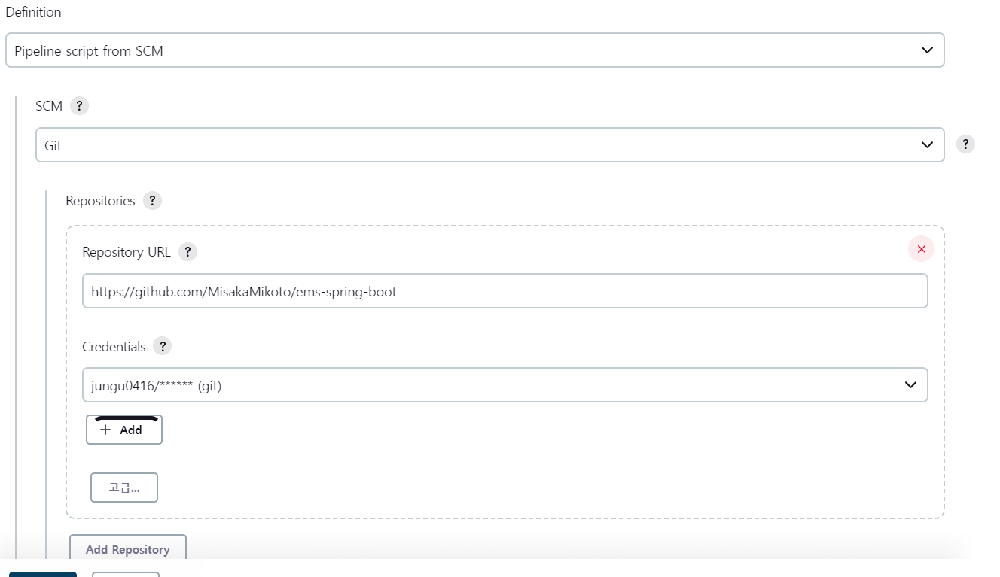 Definition
Pipeline script from SCM
SCM ?
Git
?
Repositories ?
Repository URL ?
https://github.com/MisakaMikoto/ems-spring-boot
Credentials ?
jungu0416/****** (git)
+ Add
고급...
Add Repository